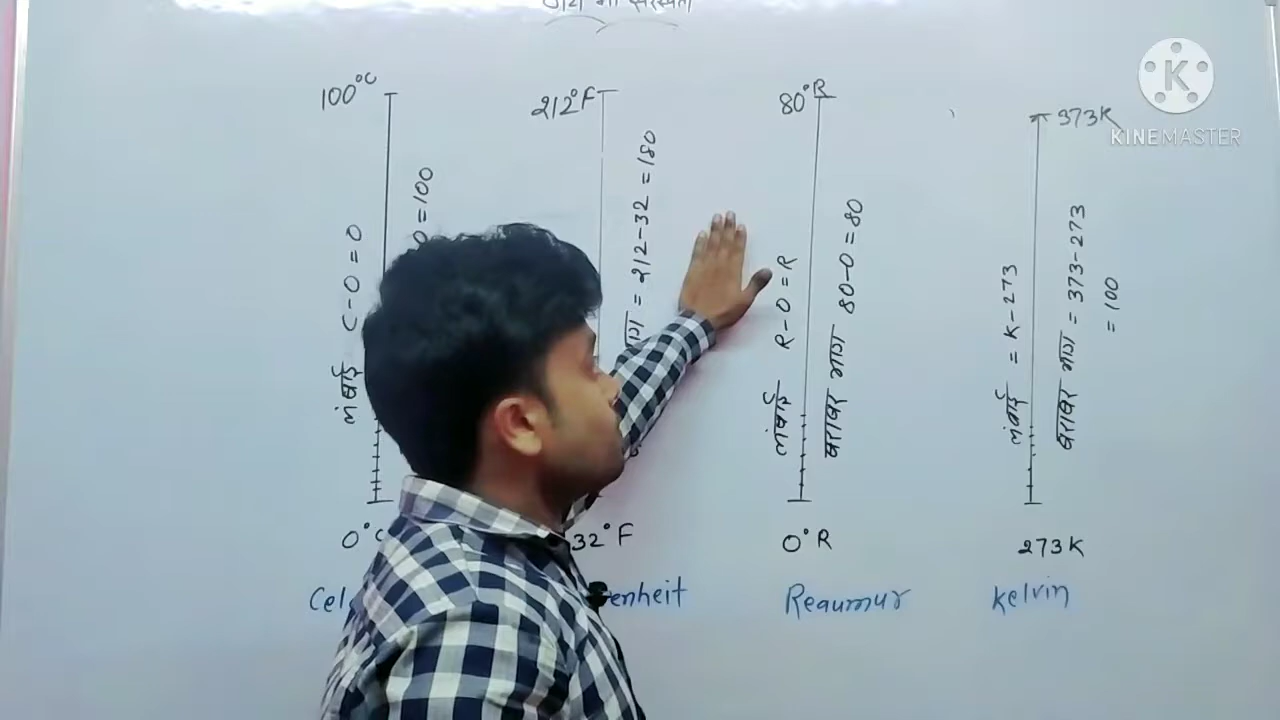 100°C
212°F
80°R
373K
KINEMASTER
लंबाई C-0=0
0=100
= 212-32 =180
लंबाई R-0=R
बराबर भाग 80-0=80
लंबाई = K-273
बराबर भाग = 373-273
= 100
0°C
32°F
0°R
273K
Cel
enheit
Reaumur
Kelvin